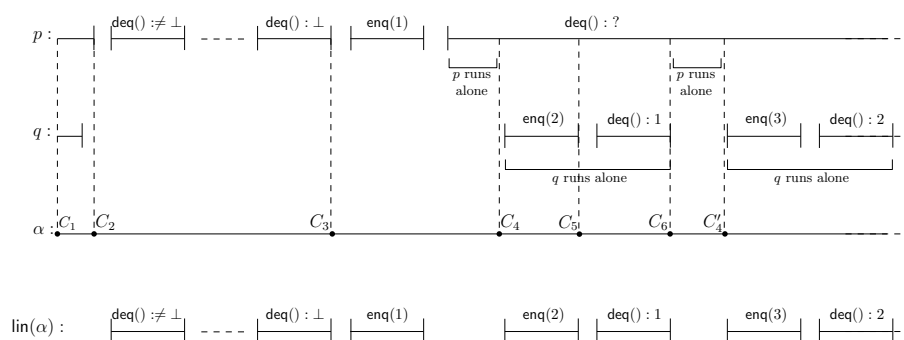 deq() :≠ ⊥ deq() : ⊥ enq(1) deq() : ?
p :
p runs alone p runs alone
enq(2) deq() : 1 enq(3) deq() : 2
q :
q runs alone q runs alone
C₁ C₂ C₃ C₄ C₅ C₆ C₄′
α :
deq() :≠ ⊥ deq() : ⊥ enq(1) enq(2) deq() : 1 enq(3) deq() : 2
lin(α) :